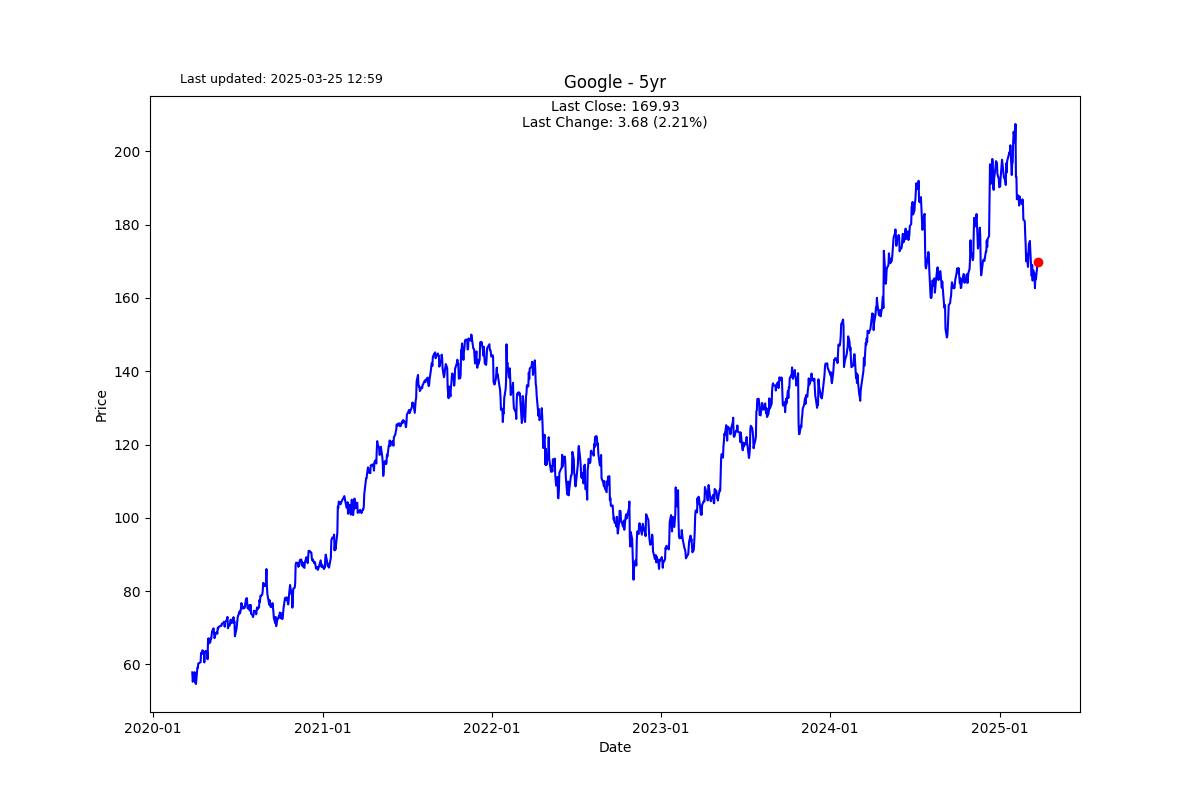 Last updated: 2025-03-25 12:59
Google - 5yr
Last Close: 169.93
Last Change: 3.68 (2.21%)
Price
200
180
160
140
120
100
80
60
2020-01
2021-01
2022-01
2023-01
2024-01
2025-01
Date